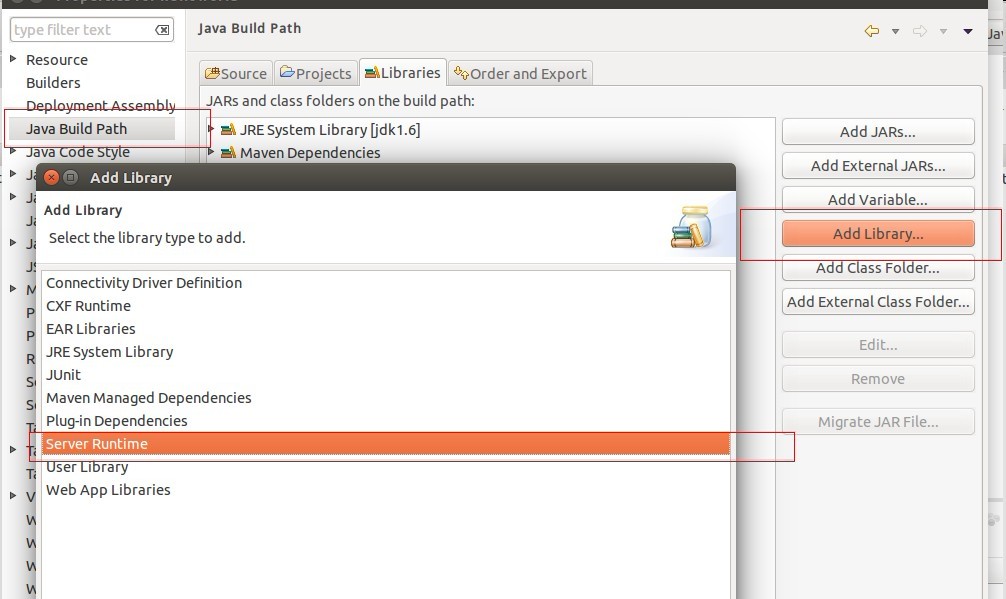 type filter text
Resource
Builders
Deployment Assembly
Java Build Path
Java Code Style
Java Build Path
Source
Projects
Libraries
Order and Export
JARs and class folders on the build path:
JRE System Library [jdk1.6]
Maven Dependencies
Add JARs...
Add External JARs...
Add Variable...
Add Library...
Add Class Folder...
Add External Class Folder...
Edit...
Remove
Migrate JAR File...
Add Library
Add Library
Select the library type to add.
Connectivity Driver Definition
CXF Runtime
EAR Libraries
JRE System Library
JUnit
Maven Managed Dependencies
Plug-in Dependencies
Server Runtime
User Library
Web App Libraries